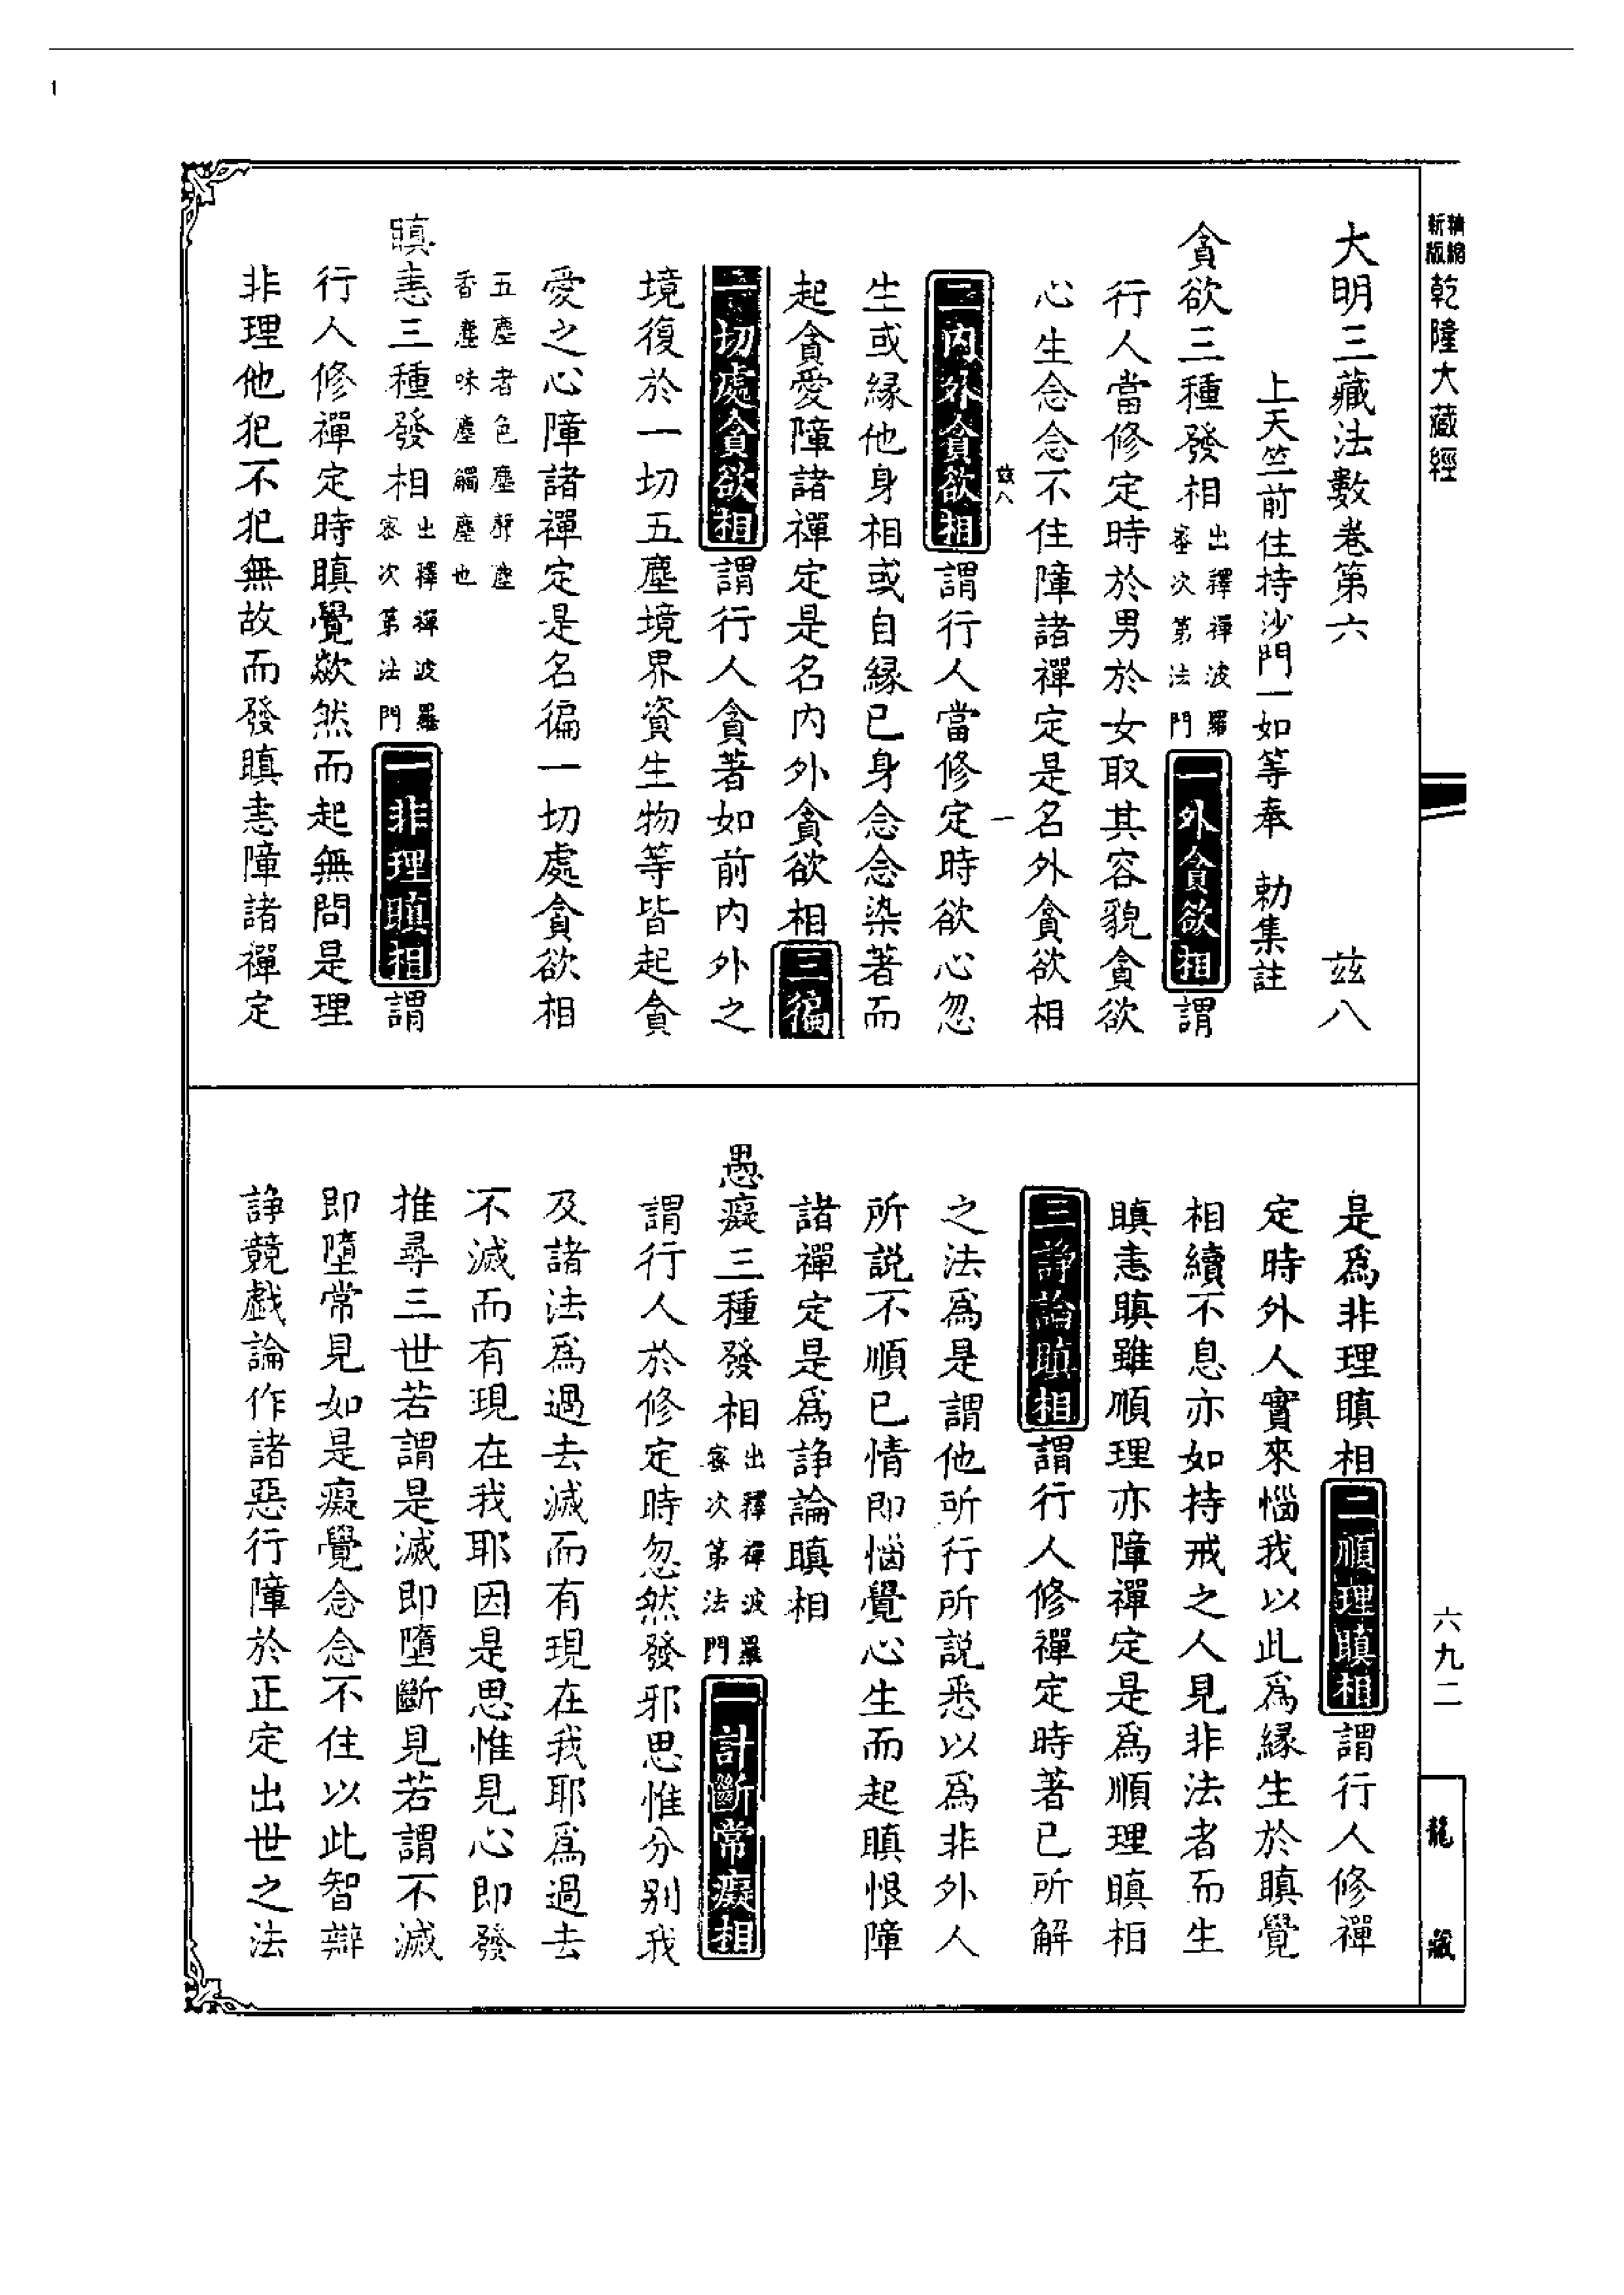 1
精縮新版乾隆大藏經
大明三藏法數卷第六 茲八
上天竺前住持沙門一如等奉 勅集註
貪欲三種發相出釋禪波羅蜜次第法門一外貪欲相謂
行人當修定時於男於女取其容貌貪欲
心生念念不住障諸禪定是名外貪欲相
茲八 一
二內外貪欲相謂行人當修定時欲心忽
生或緣他身相或自緣已身念念染著而
起貪愛障諸禪定是名內外貪欲相三徧
一切處貪欲相謂行人貪著如前內外之
境復於一切五塵境界資生物等皆起貪
愛之心障諸禪定是名徧一切處貪欲相
五塵者色塵聲塵香塵味塵觸塵也
瞋恚三種發相出釋禪波羅蜜次第法門一非理瞋相謂
行人修禪定時瞋覺欻然而起無問是理
非理他犯不犯無故而發瞋恚障諸禪定
是為非理瞋相二順理瞋相謂行人修禪
定時外人實來惱我以此為緣生於瞋覺
相續不息亦如持戒之人見非法者而生
瞋恚瞋雖順理亦障禪定是為順理瞋相
三諍論瞋相謂行人修禪定時著已所解
之法為是謂他所行所說悉以為非外人
所說不順已情即惱覺心生而起瞋恨障
諸禪定是為諍論瞋相
愚癡三種發相出釋禪波羅蜜次第法門一計斷常癡相
謂行人於修定時忽然發邪思惟分別我
及諸法為過去滅而有現在我耶為過去
不滅而有現在我耶因是思惟見心即發
推尋三世若謂是滅即墮斷見若謂不滅
即墮常見如是癡覺念念不住以此智辯
諍競戲論作諸惡行障於正定出世之法
六九二
龍藏